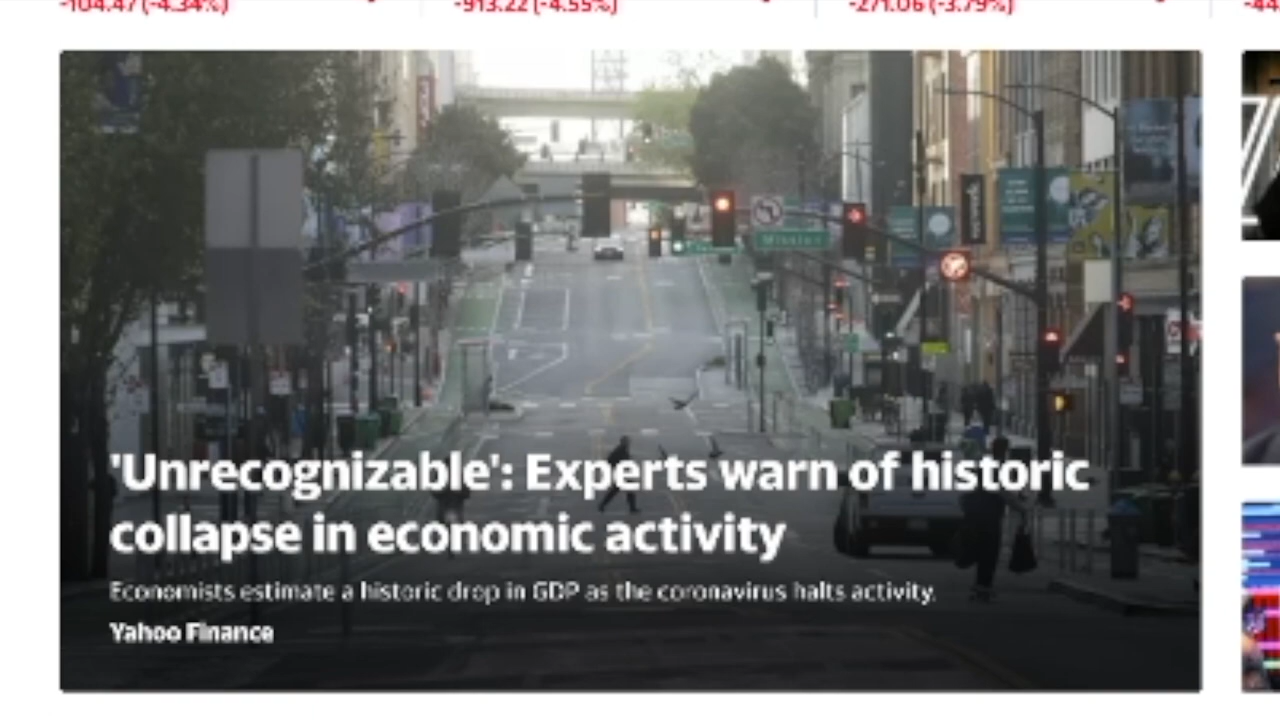 -104.47 (-4.34%) -913.22 (-4.55%) -271.06 (-3.79%)
Mission
'Unrecognizable': Experts warn of historic
collapse in economic activity
Economists estimate a historic drop in GDP as the coronavirus halts activity.
Yahoo Finance